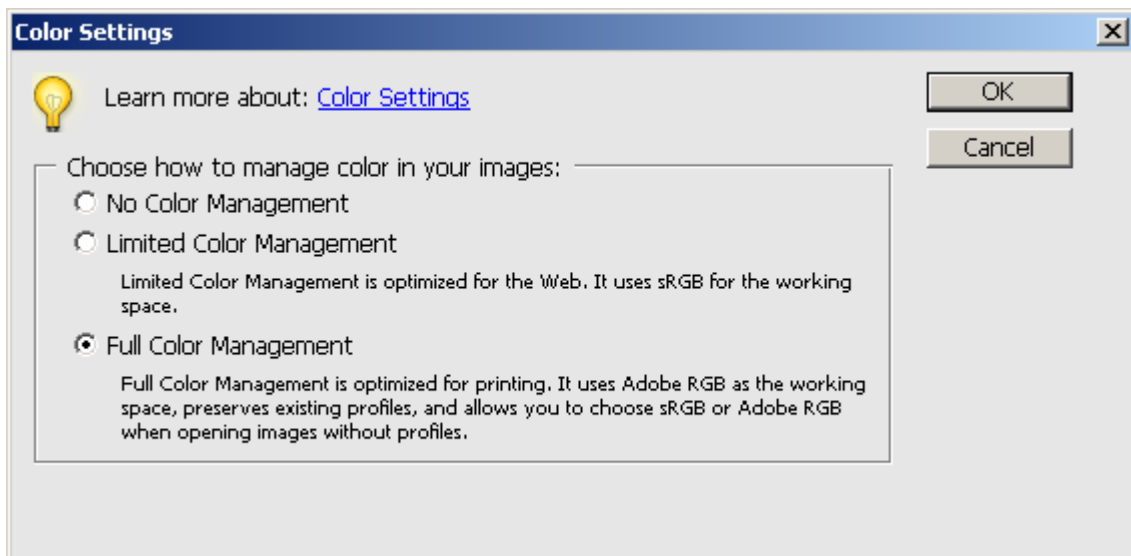 Color Settings
Learn more about: Color Settings
OK
Cancel
Choose how to manage color in your images:
No Color Management
Limited Color Management
Limited Color Management is optimized for the Web. It uses sRGB for the working
space.
Full Color Management
Full Color Management is optimized for printing. It uses Adobe RGB as the working
space, preserves existing profiles, and allows you to choose sRGB or Adobe RGB
when opening images without profiles.